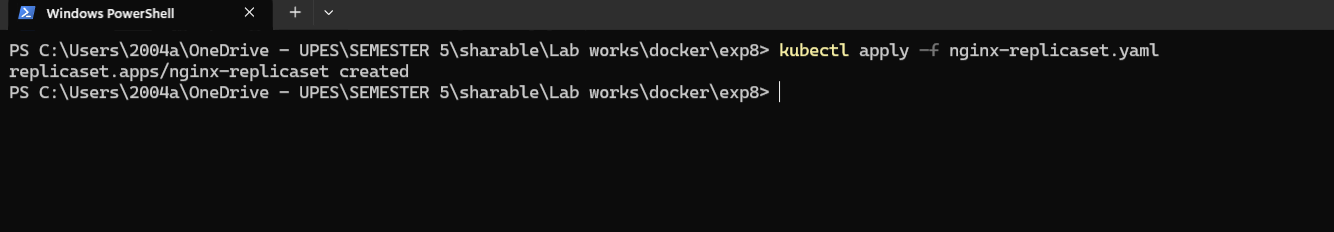 Windows PowerShell
PS C:\Users\2004a\OneDrive - UPES\SEMESTER 5\sharable\Lab works\docker\exp8> kubectl apply -f nginx-replicaset.yaml
replicaset.apps/nginx-replicaset created
PS C:\Users\2004a\OneDrive - UPES\SEMESTER 5\sharable\Lab works\docker\exp8>